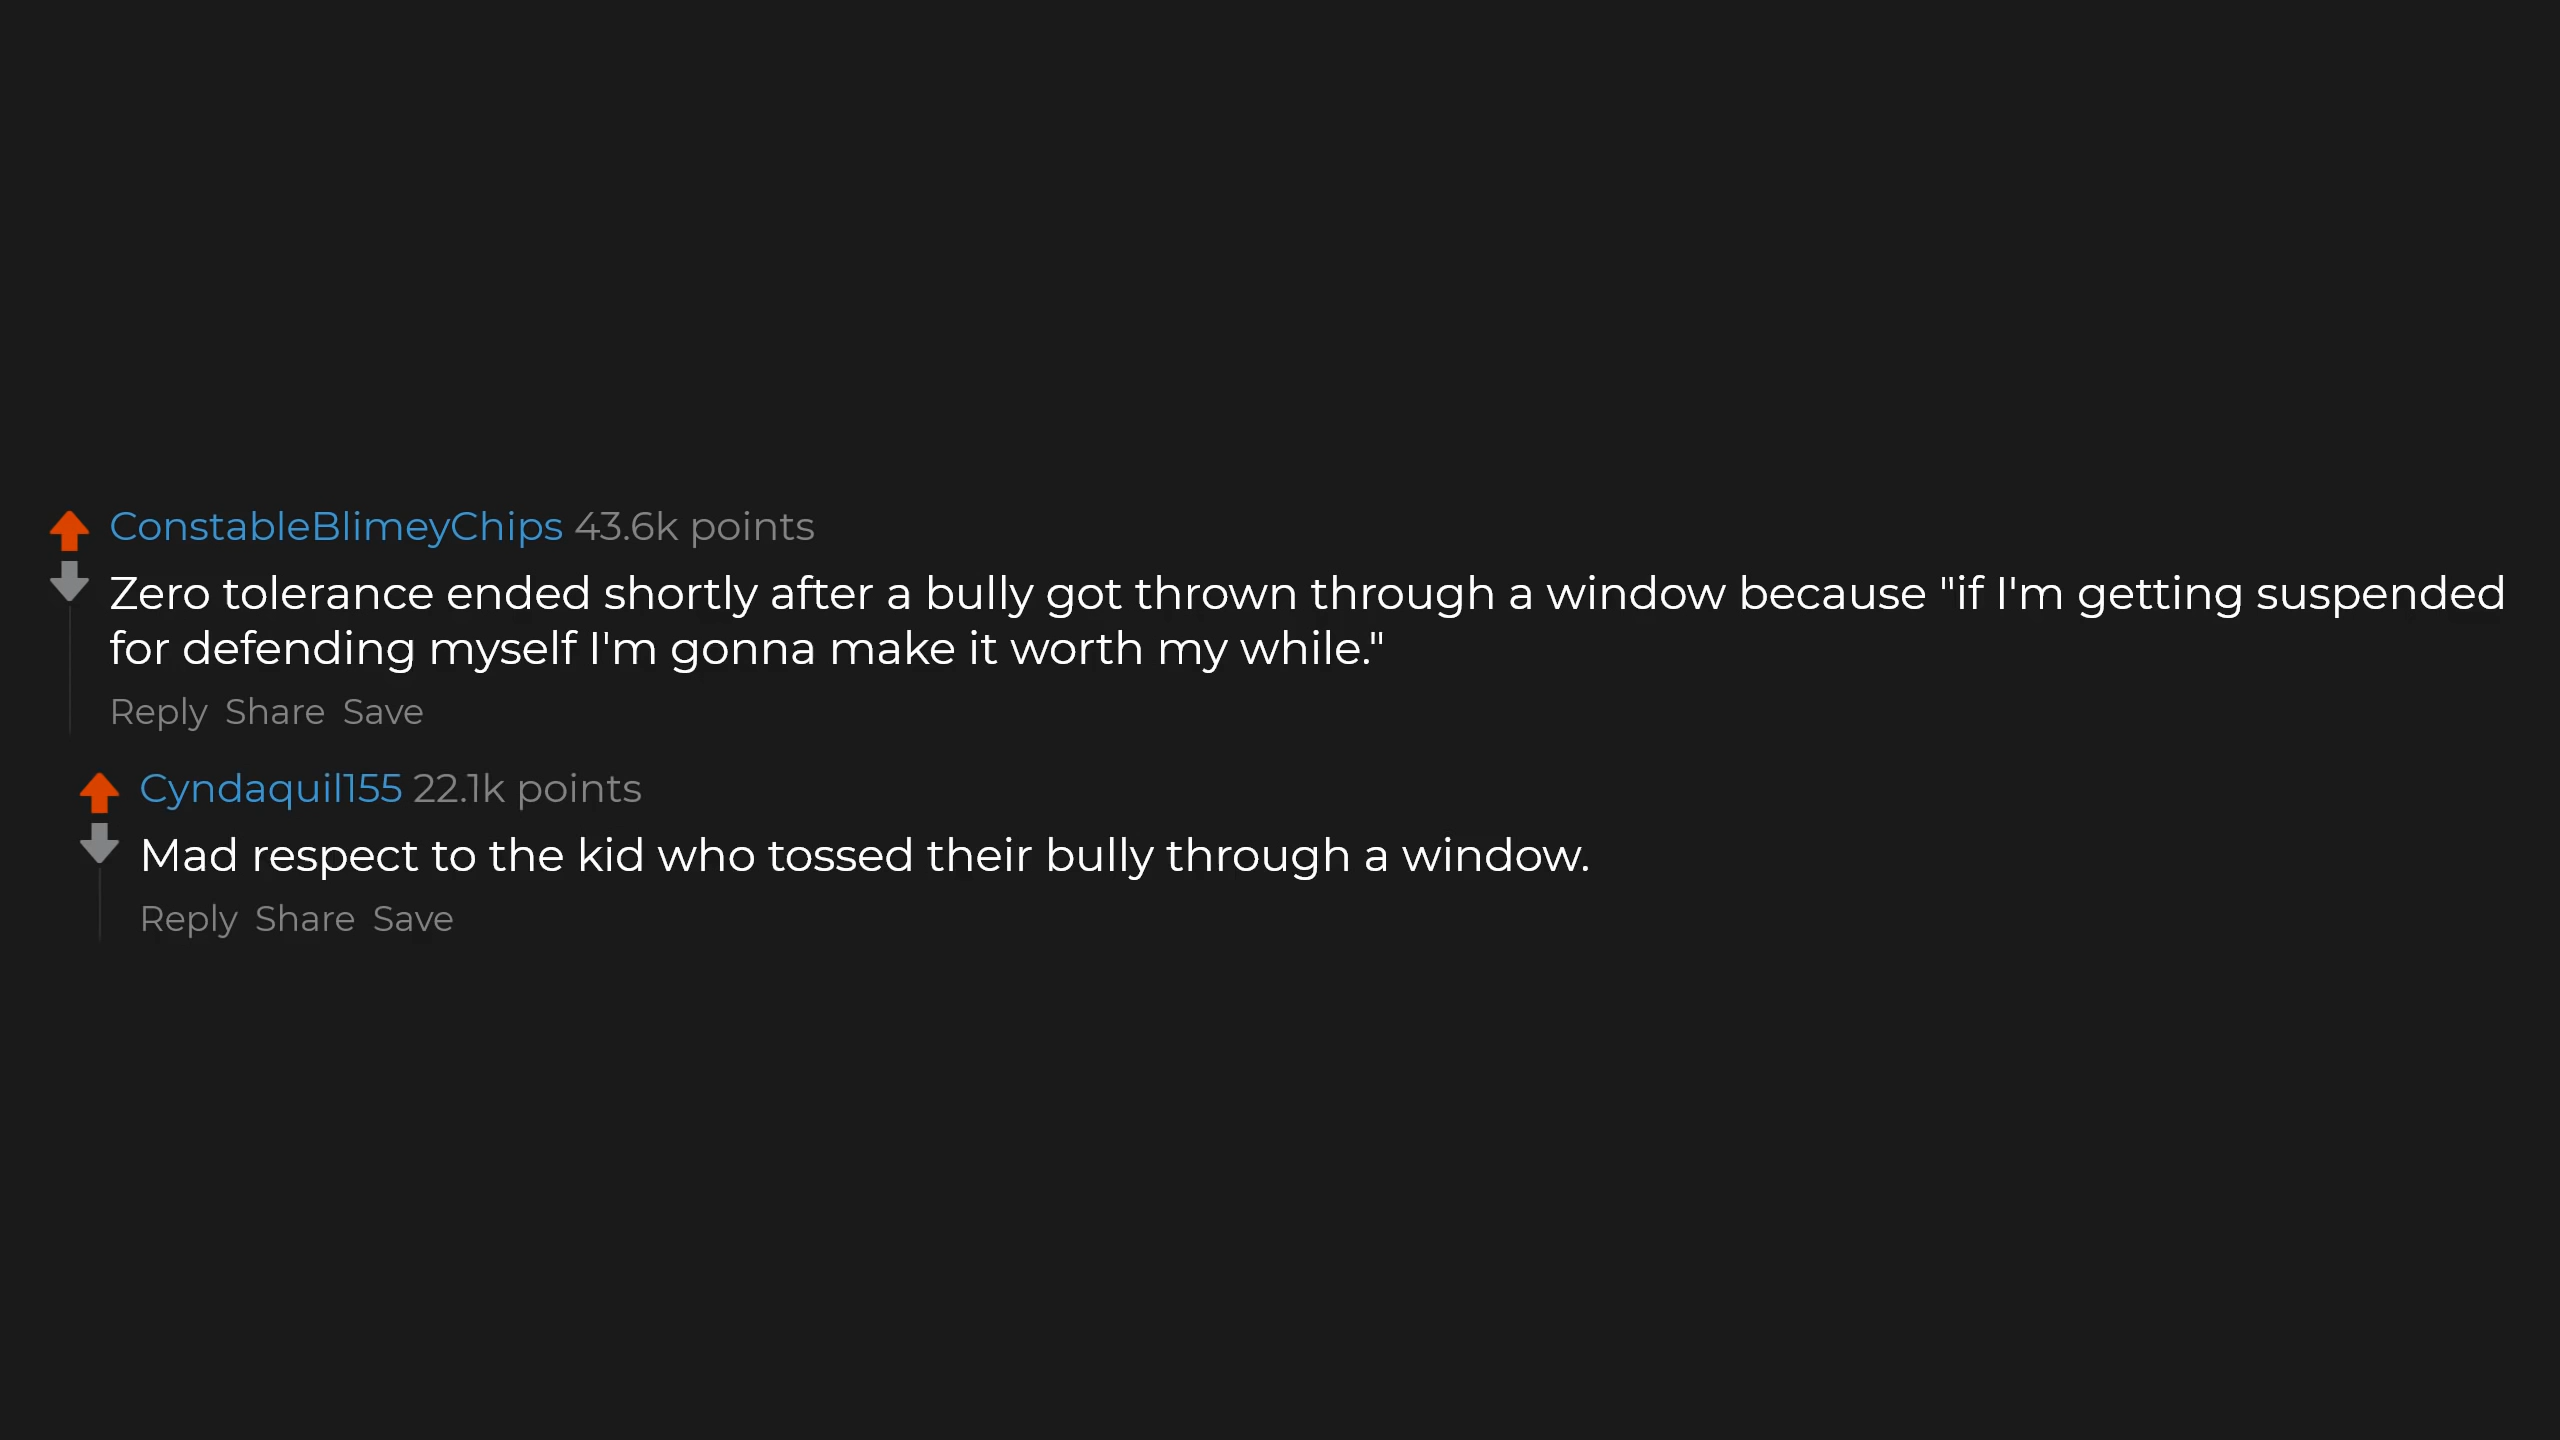 ConstableBlimeyChips 43.6k points
Zero tolerance ended shortly after a bully got thrown through a window because "if I'm getting suspended
for defending myself I'm gonna make it worth my while."
Reply Share Save
Cyndaquil155 22.1k points
Mad respect to the kid who tossed their bully through a window.
Reply Share Save